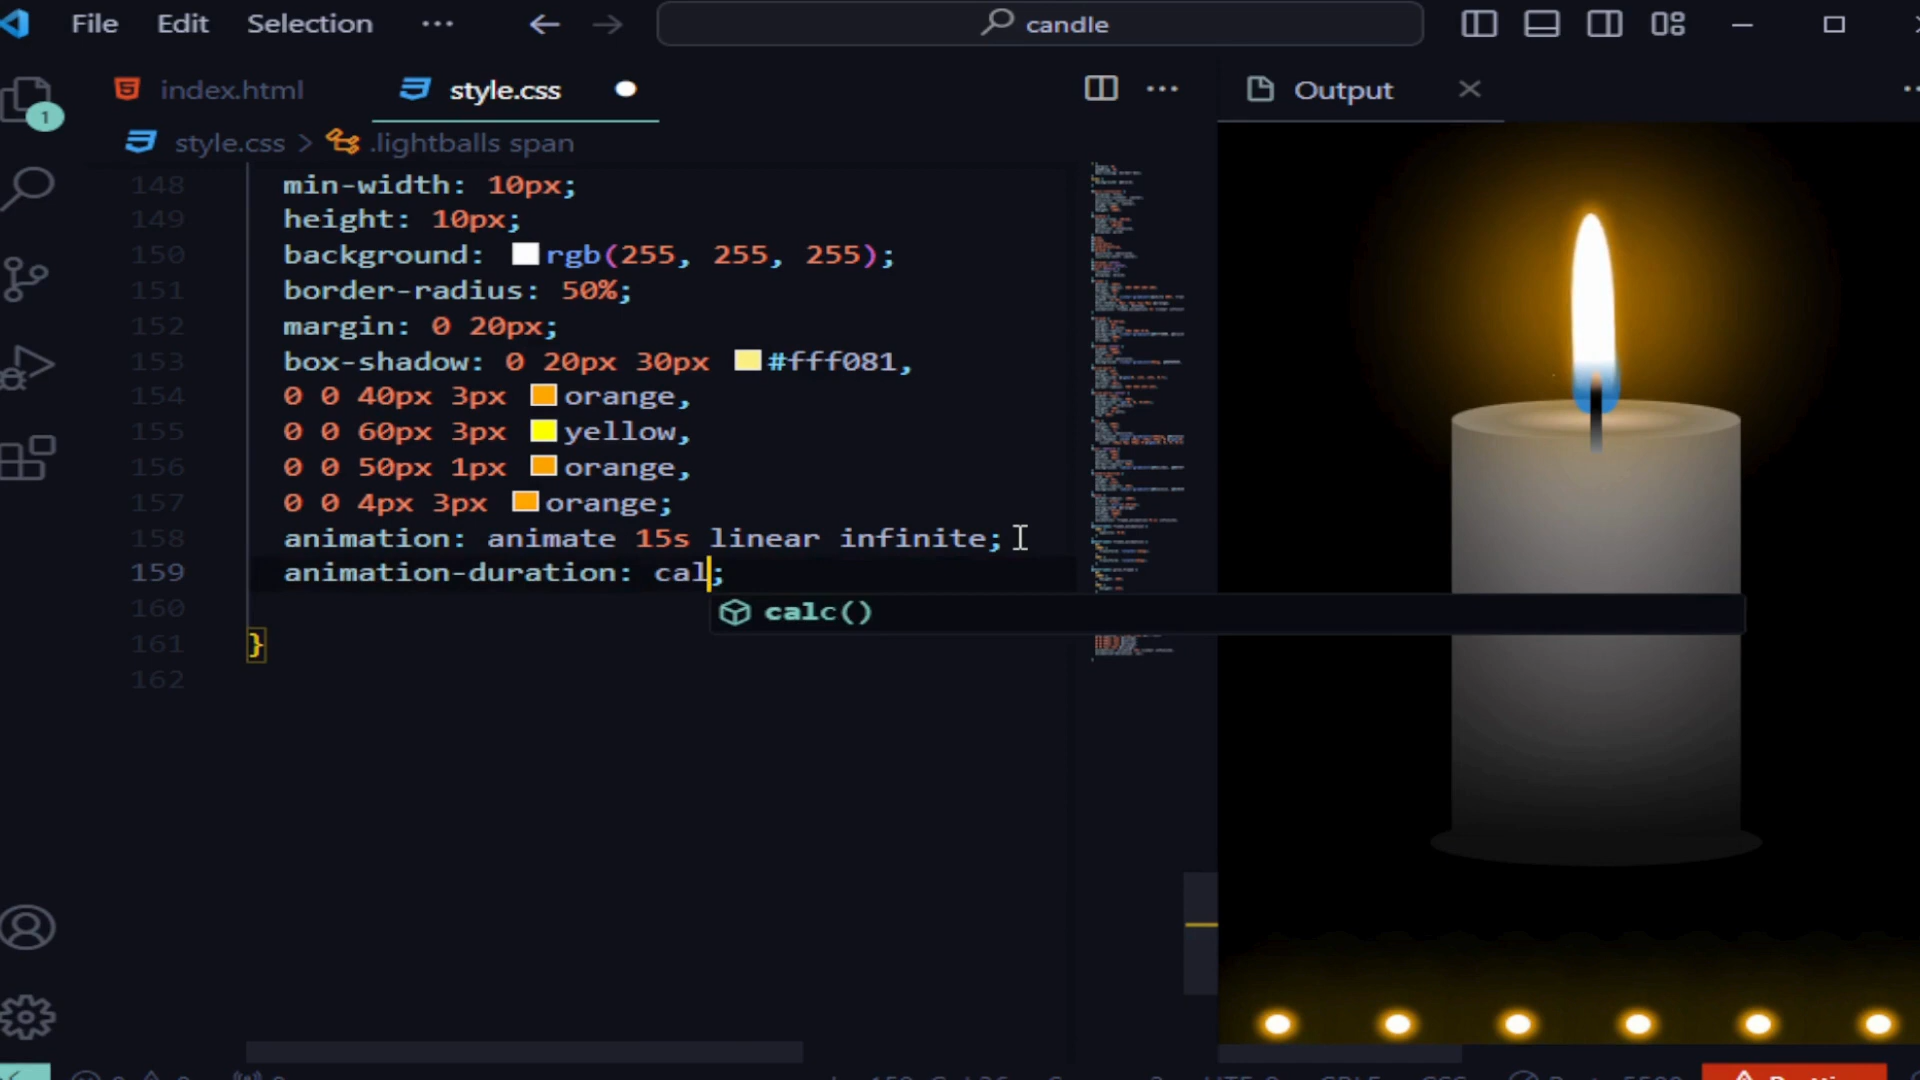 File Edit Selection ··· candle
index.html style.css Output
1
style.css > .lightballs span
148 min-width: 10px;
149 height: 10px;
150 background: rgb(255, 255, 255);
151 border-radius: 50%;
152 margin: 0 20px;
153 box-shadow: 0 20px 30px #fff081,
154 0 0 40px 3px orange,
155 0 0 60px 3px yellow,
156 0 0 50px 1px orange,
157 0 0 4px 3px orange;
158 animation: animate 15s linear infinite;
159 animation-duration: cal;
calc()
160
161 }
162